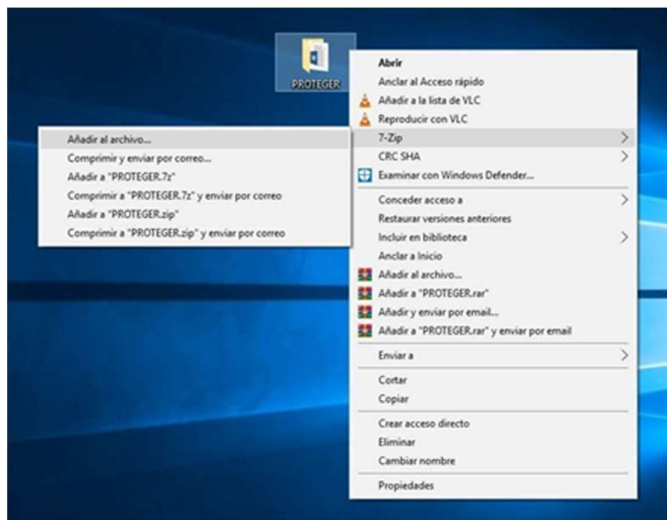 PROTEGER
Abrir
Anclar al Acceso rápido
Añadir a la lista de VLC
Reproducir con VLC
7-Zip
CRC SHA
Examinar con Windows Defender...
Conceder acceso a
Restaurar versiones anteriores
Incluir en biblioteca
Anclar a Inicio
Añadir al archivo...
Añadir a "PROTEGER.rar"
Añadir y enviar por email...
Añadir a "PROTEGER.rar" y enviar por email
Enviar a
Cortar
Copiar
Crear acceso directo
Eliminar
Cambiar nombre
Propiedades
Añadir al archivo...
Comprimir y enviar por correo...
Añadir a "PROTEGER.7z"
Comprimir a "PROTEGER.7z" y enviar por correo
Añadir a "PROTEGER.zip"
Comprimir a "PROTEGER.zip" y enviar por correo